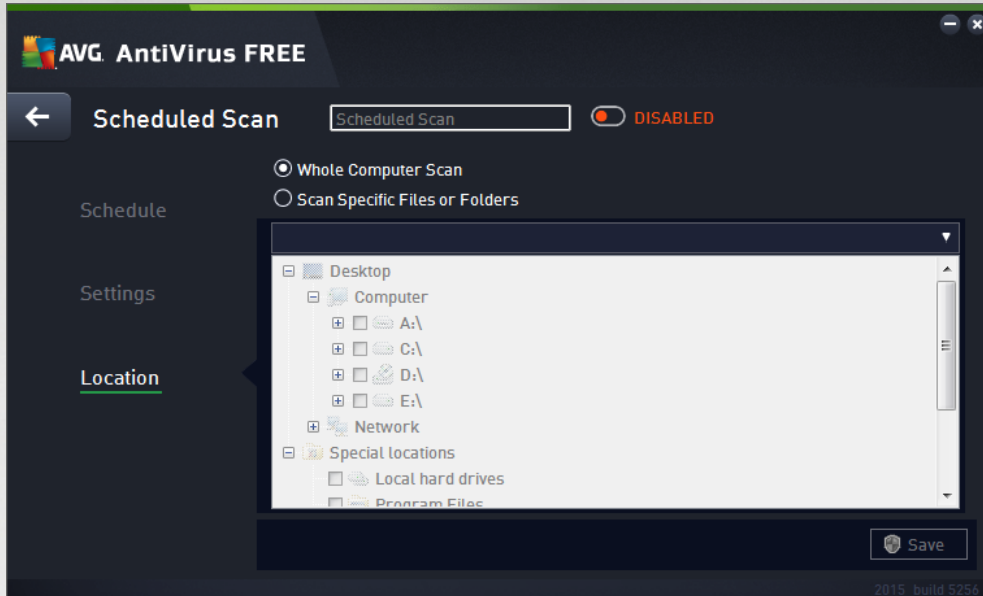 AVG AntiVirus FREE
Scheduled Scan Scheduled Scan DISABLED
Whole Computer Scan
Scan Specific Files or Folders
Schedule
Settings
Location
Desktop
Computer
A:\
C:\
D:\
E:\
Network
Special locations
Local hard drives
Program Files
Save
2015 build 5256